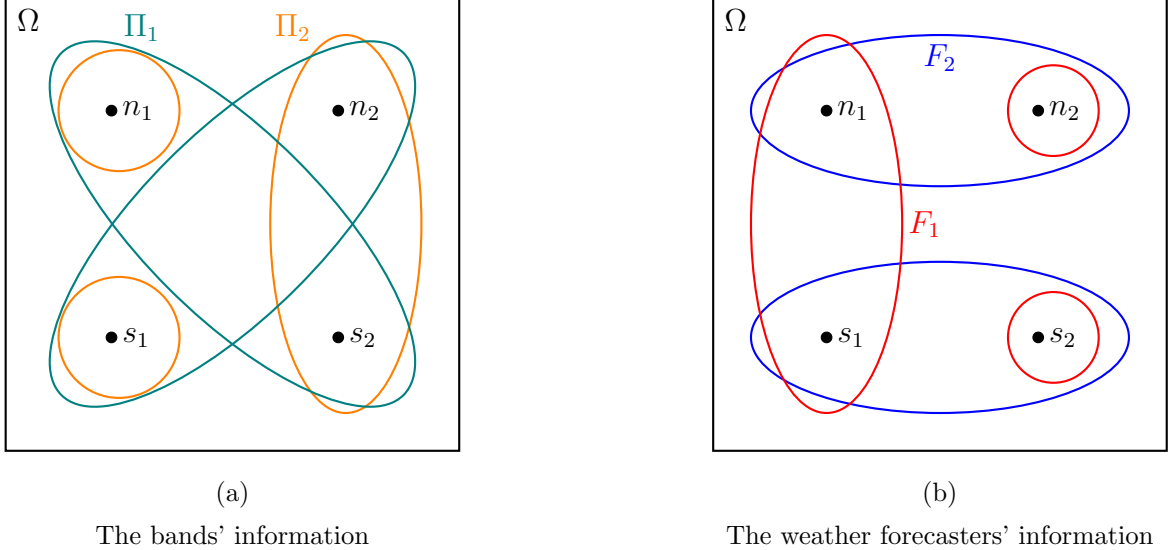 Ω
Π₁
Π₂
n₁
n₂
s₁
s₂
(a)
The bands' information
Ω
F₂
n₁
n₂
F₁
s₁
s₂
(b)
The weather forecasters' information